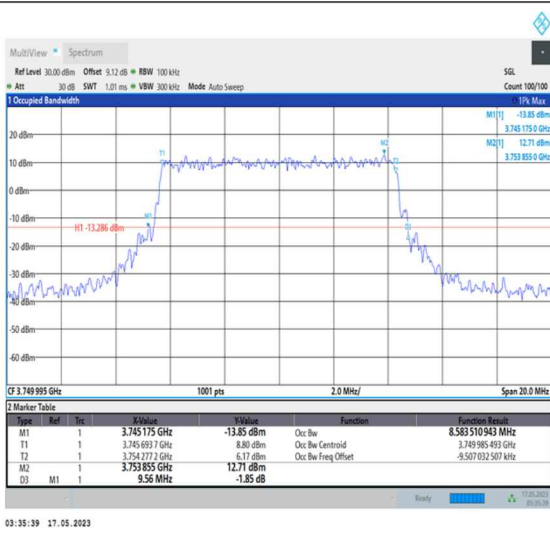 MultiView Spectrum
Ref Level 30.00 dBm Offset 9.12 dB RBW 100 kHz SGL
Att 30 dB SWT 1.01 ms VBW 300 kHz Mode Auto Sweep Count 100/100
1 Occupied Bandwidth 1Pk Max
M1[1] -13.85 dBm
3.745 175 0 GHz
M2[1] 12.71 dBm
3.753 855 0 GHz
20 dBm
M2
T1
T2
10 dBm
0 dBm
-10 dBm
M1
H1 -13.286 dBm
D3
-20 dBm
-30 dBm
-40 dBm
-50 dBm
-60 dBm
CF 3.749 995 GHz 1001 pts 2.0 MHz/ Span 20.0 MHz
2 Marker Table
Type Ref Trc X-Value Y-Value Function Function Result
M1 1 3.745 175 GHz -13.85 dBm Occ Bw 8.583 510 943 MHz
T1 1 3.745 693 7 GHz 8.80 dBm Occ Bw Centroid 3.749 985 493 GHz
T2 1 3.754 277 2 GHz 6.17 dBm Occ Bw Freq Offset -9.507 032 507 kHz
M2 1 3.753 855 GHz 12.71 dBm
D3 M1 1 9.56 MHz -1.85 dB
Ready 17.05.2023
03:35:39
03:35:39 17.05.2023